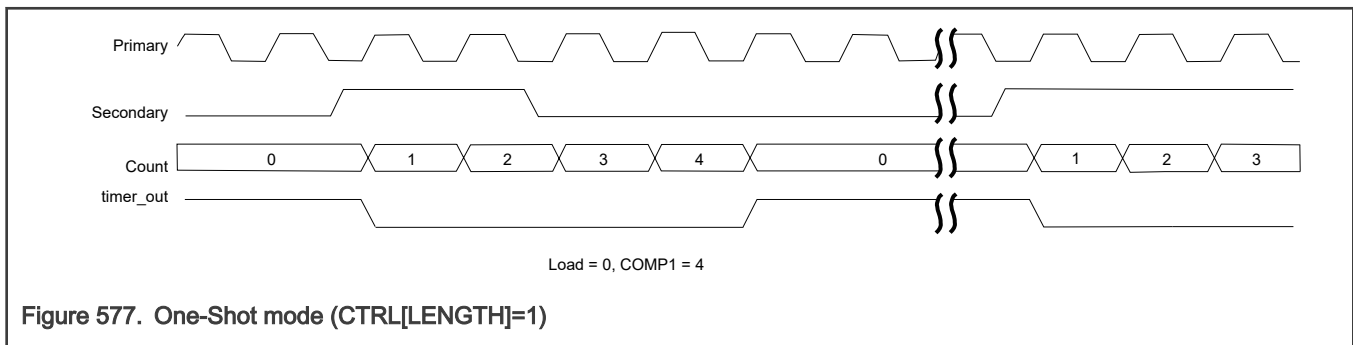 Primary
Secondary
Count 0 1 2 3 4 0 1 2 3
timer_out
Load = 0, COMP1 = 4
Figure 577. One-Shot mode (CTRL[LENGTH]=1)